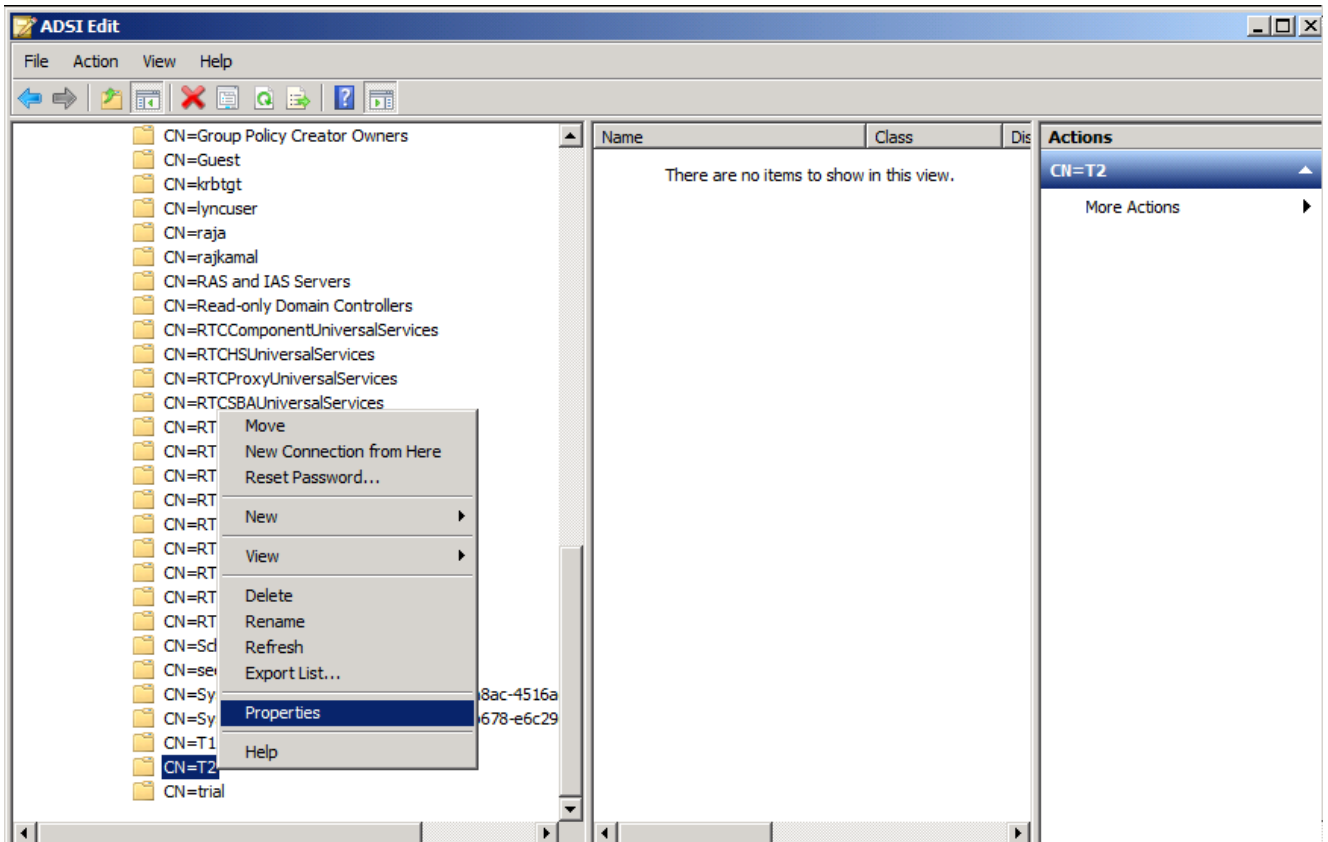 ADSI Edit
File Action View Help
CN=Group Policy Creator Owners
CN=Guest
CN=krbtgt
CN=lyncuser
CN=raja
CN=rajkamal
CN=RAS and IAS Servers
CN=Read-only Domain Controllers
CN=RTCComponentUniversalServices
CN=RTCHSUniversalServices
CN=RTCProxyUniversalServices
CN=RTCSBAUniversalServices
CN=RT
CN=RT
CN=RT
CN=RT
CN=RT
CN=RT
CN=RT
CN=RT
CN=RT
CN=Scl
CN=se
CN=Sy 8ac-4516a
CN=Sy 678-e6c29
CN=T1
CN=T2
CN=trial
Move
New Connection from Here
Reset Password...
New
View
Delete
Rename
Refresh
Export List...
Properties
Help
Name Class Dis
There are no items to show in this view.
Actions
CN=T2
More Actions